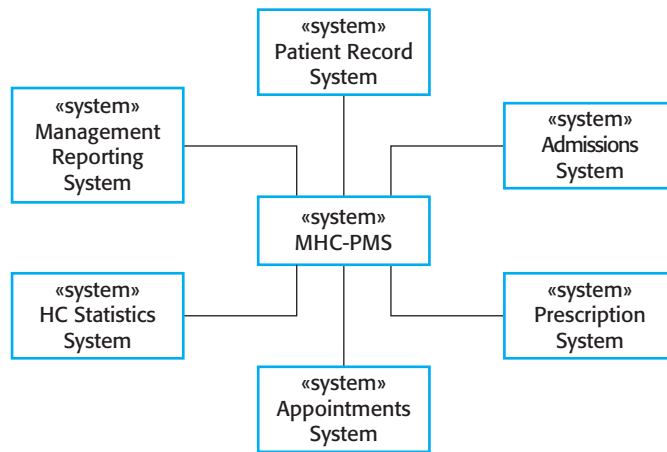 «system»
Patient Record
System
«system»
Management
Reporting
System
«system»
Admissions
System
«system»
MHC-PMS
«system»
HC Statistics
System
«system»
Prescription
System
«system»
Appointments
System